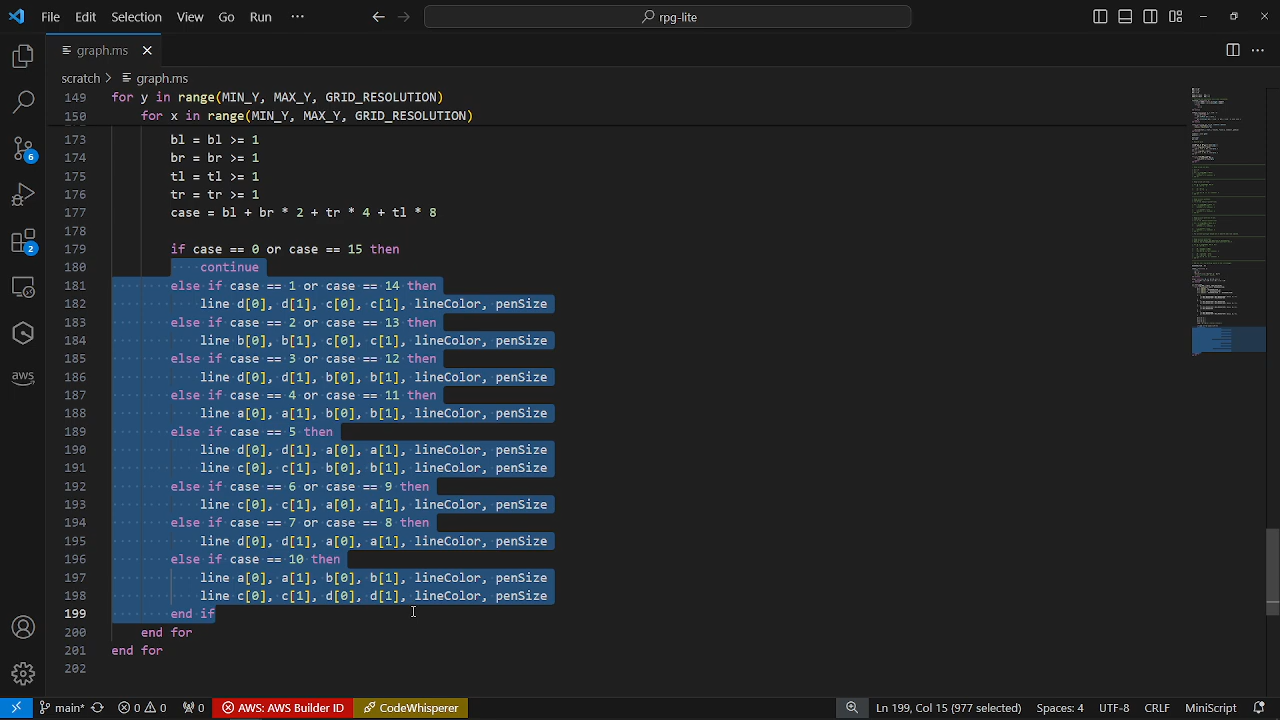 File Edit Selection View Go Run ··· rpg-lite
graph.ms
scratch > graph.ms
149 for y in range(MIN_Y, MAX_Y, GRID_RESOLUTION)
150 for x in range(MIN_Y, MAX_Y, GRID_RESOLUTION)
173 bl = bl >= 1
174 br = br >= 1
175 tl = tl >= 1
176 tr = tr >= 1
177 case = bl + br * 2 + tr * 4 + tl * 8
178
179 if case == 0 or case == 15 then
180 continue
181 else if case == 1 or case == 14 then
182 line d[0], d[1], c[0], c[1], lineColor, penSize
183 else if case == 2 or case == 13 then
184 line b[0], b[1], c[0], c[1], lineColor, penSize
185 else if case == 3 or case == 12 then
186 line d[0], d[1], b[0], b[1], lineColor, penSize
187 else if case == 4 or case == 11 then
188 line a[0], a[1], b[0], b[1], lineColor, penSize
189 else if case == 5 then
190 line d[0], d[1], a[0], a[1], lineColor, penSize
191 line c[0], c[1], b[0], b[1], lineColor, penSize
192 else if case == 6 or case == 9 then
193 line c[0], c[1], a[0], a[1], lineColor, penSize
194 else if case == 7 or case == 8 then
195 line d[0], d[1], a[0], a[1], lineColor, penSize
196 else if case == 10 then
197 line a[0], a[1], b[0], b[1], lineColor, penSize
198 line c[0], c[1], d[0], d[1], lineColor, penSize
199 end if
200 end for
201 end for
202
6
2
aws
main* 0 0 0 AWS: AWS Builder ID CodeWhisperer Ln 199, Col 15 (777 selected) Spaces: 4 UTF-8 CRLF MiniScript